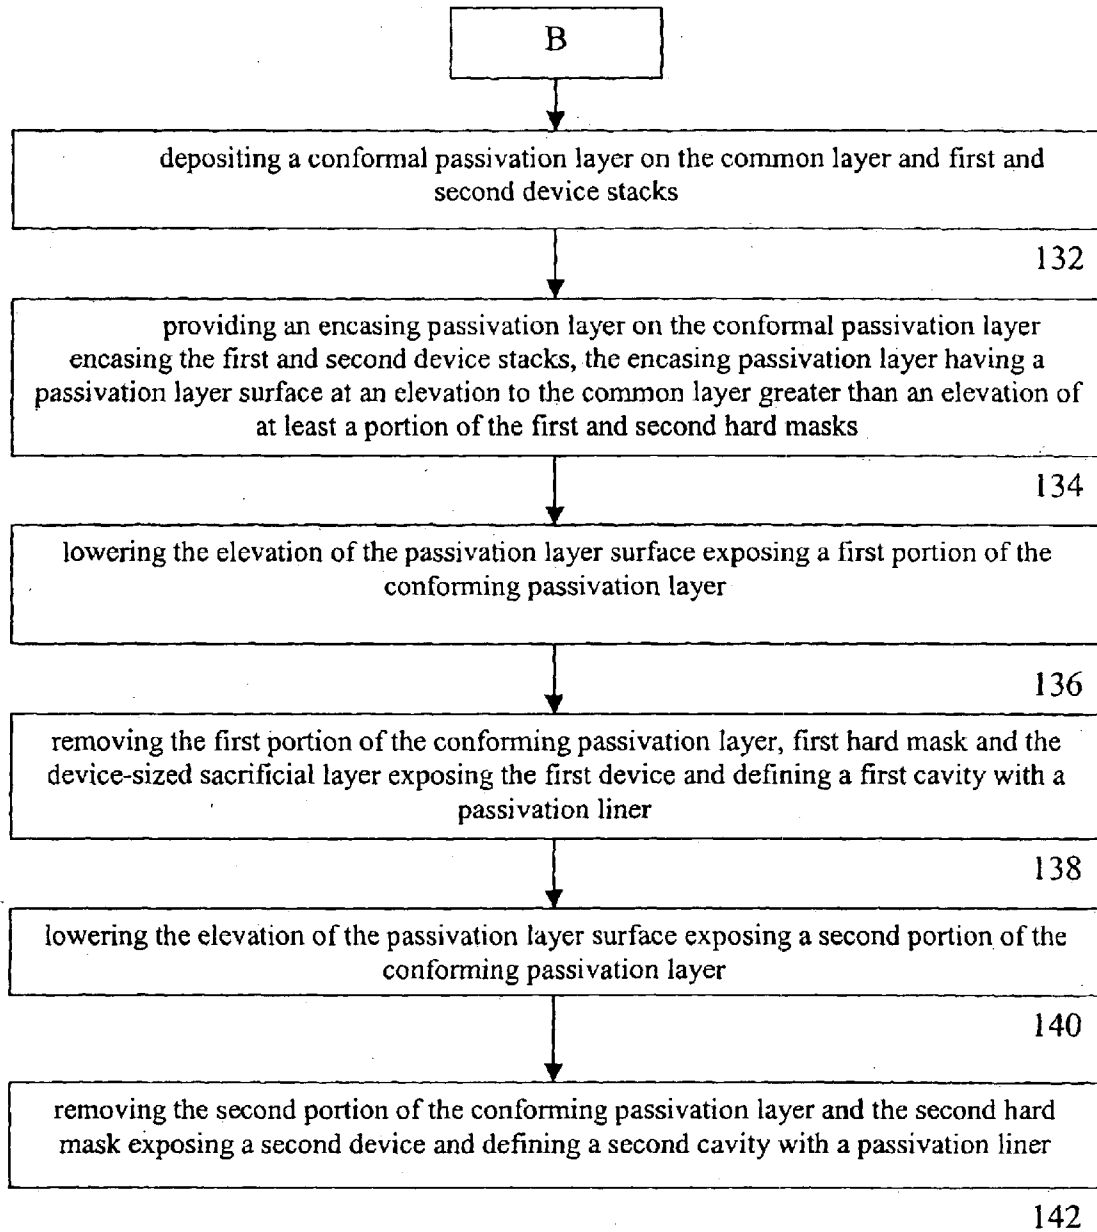 B
depositing a conformal passivation layer on the common layer and first and
second device stacks
132
providing an encasing passivation layer on the conformal passivation layer
encasing the first and second device stacks, the encasing passivation layer having a
passivation layer surface at an elevation to the common layer greater than an elevation of
at least a portion of the first and second hard masks
134
lowering the elevation of the passivation layer surface exposing a first portion of the
conforming passivation layer
136
removing the first portion of the conforming passivation layer, first hard mask and the
device-sized sacrificial layer exposing the first device and defining a first cavity with a
passivation liner
138
lowering the elevation of the passivation layer surface exposing a second portion of the
conforming passivation layer
140
removing the second portion of the conforming passivation layer and the second hard
mask exposing a second device and defining a second cavity with a passivation liner
142